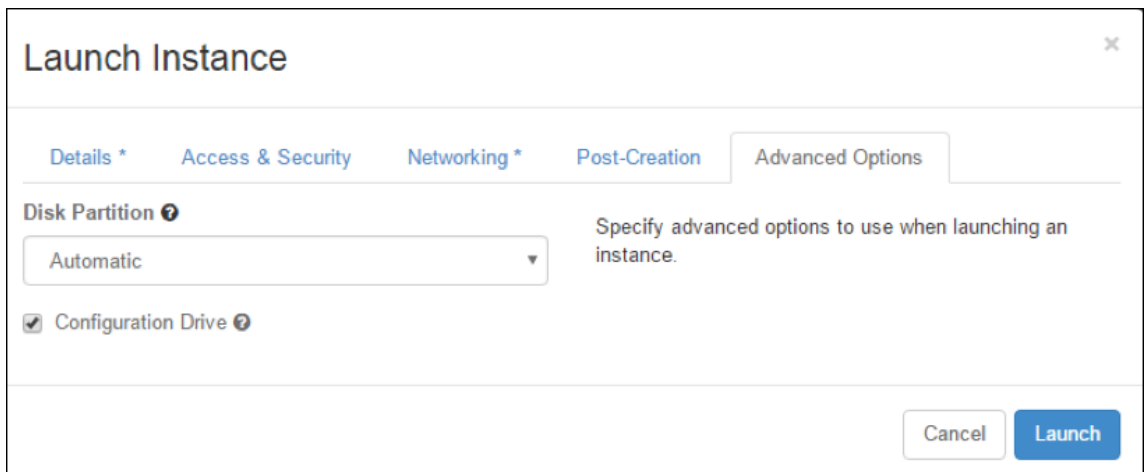 Launch Instance
×
Details * Access & Security Networking * Post-Creation Advanced Options
Disk Partition ?
Specify advanced options to use when launching an
instance.
Automatic
Configuration Drive ?
Cancel Launch